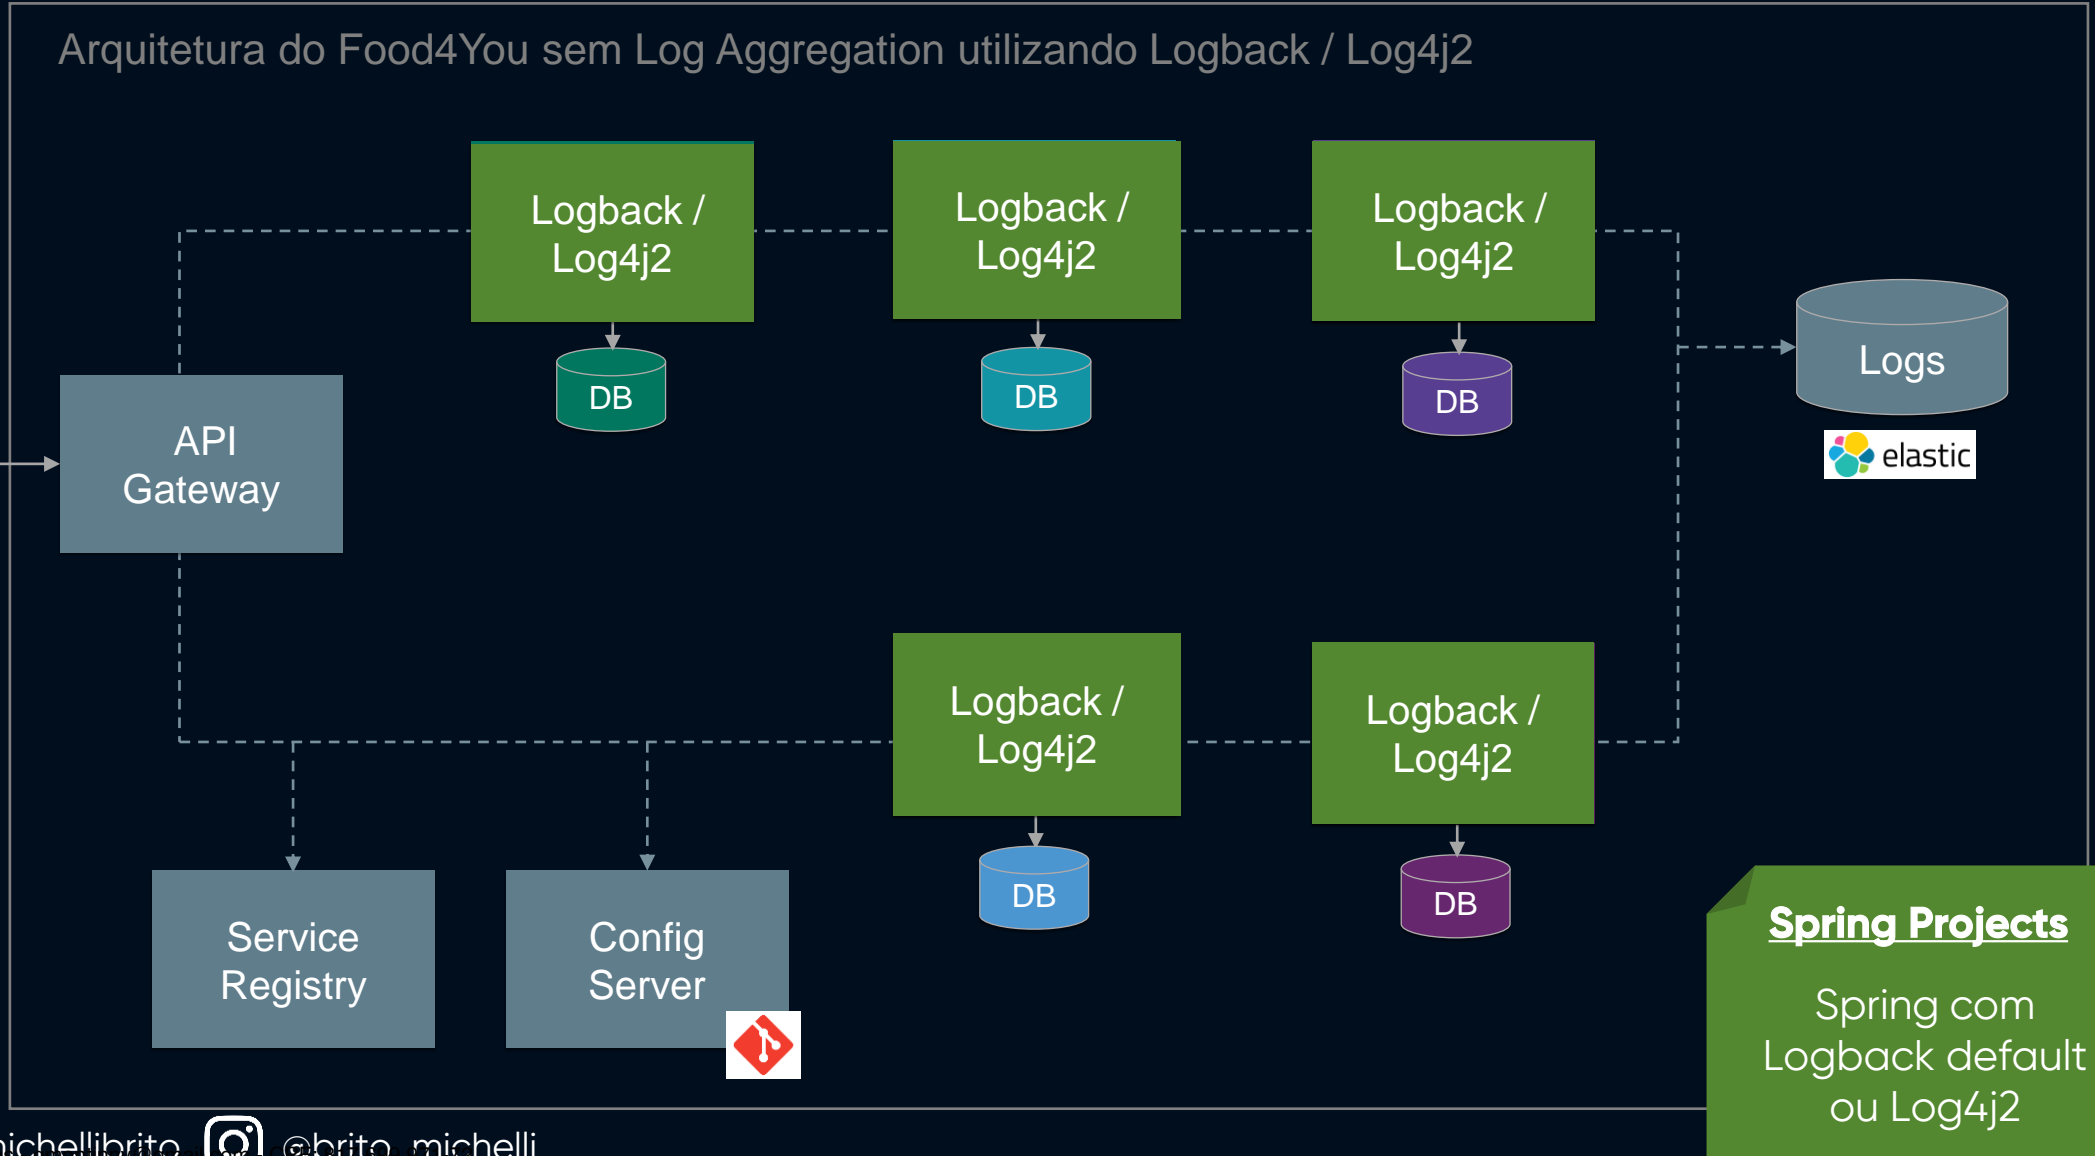 Arquitetura do Food4You sem Log Aggregation utilizando Logback / Log4j2
Logback /
Log4j2
Logback /
Log4j2
Logback /
Log4j2
DB
DB
DB
Logs
elastic
API
Gateway
Logback /
Log4j2
Logback /
Log4j2
DB
DB
Service
Registry
Config
Server
Spring Projects
Spring com
Logback default
ou Log4j2
ichellibrito @brito_michelli